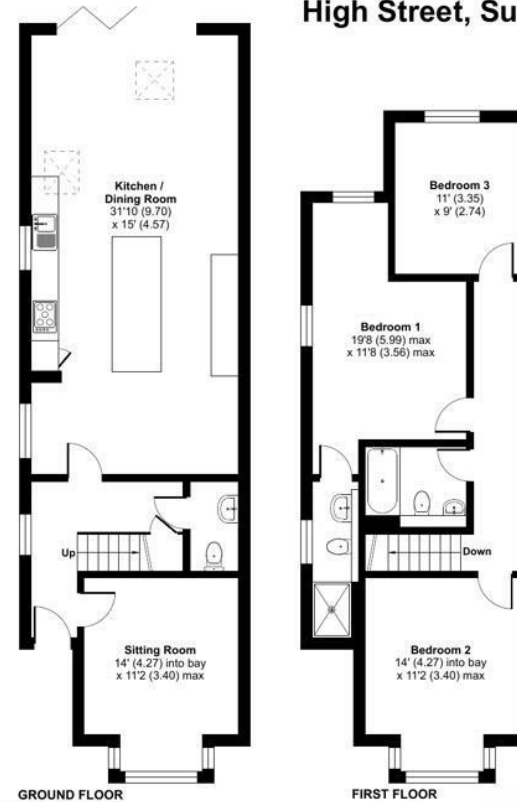 High Street, Su
Kitchen /
Dining Room
31'10 (9.70)
x 15' (4.57)
Up
Sitting Room
14' (4.27) into bay
x 11'2 (3.40) max
GROUND FLOOR
Bedroom 3
11' (3.35)
x 9' (2.74)
Bedroom 1
19'8 (5.99) max
x 11'8 (3.56) max
Down
Bedroom 2
14' (4.27) into bay
x 11'2 (3.40) max
FIRST FLOOR